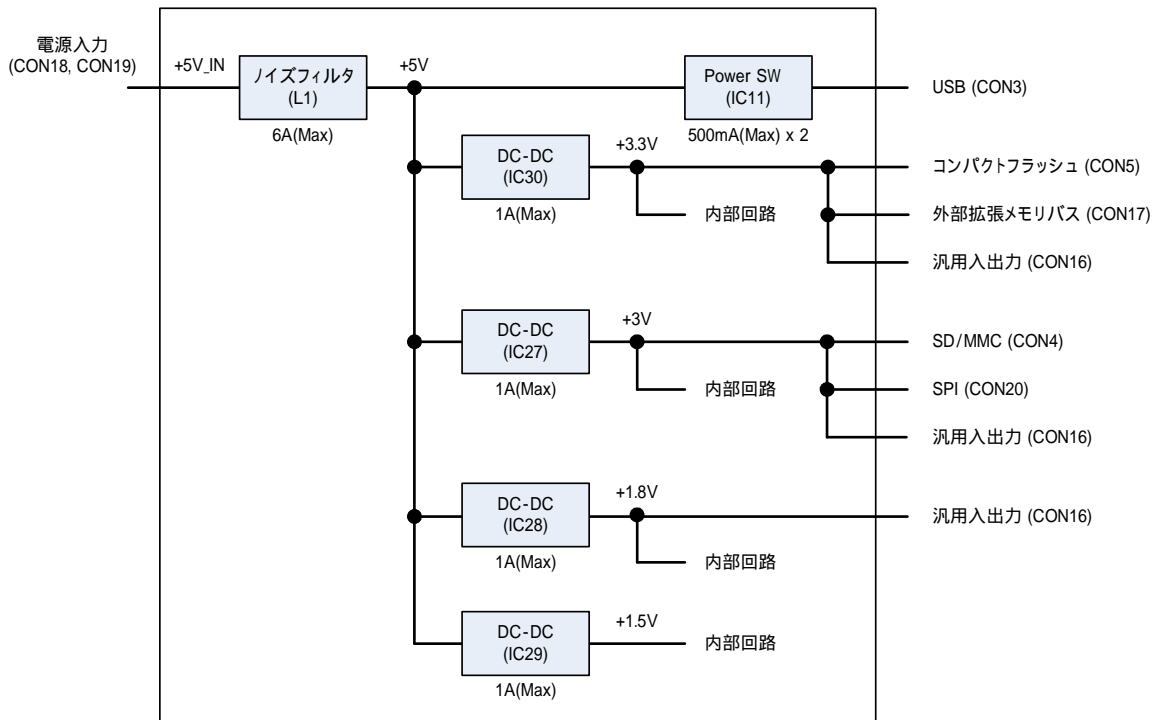 電源入力
(CON18, CON19)
+5V_IN
ノイズフィルタ
(L1)
6A(Max)
+5V
Power SW
(IC11)
500mA(Max) x 2
USB (CON3)
DC-DC
(IC30)
1A(Max)
+3.3V
内部回路
コンパクトフラッシュ (CON5)
外部拡張メモリバス (CON17)
汎用入出力 (CON16)
DC-DC
(IC27)
1A(Max)
+3V
内部回路
SD/MMC (CON4)
SPI (CON20)
汎用入出力 (CON16)
DC-DC
(IC28)
1A(Max)
+1.8V
内部回路
汎用入出力 (CON16)
DC-DC
(IC29)
1A(Max)
+1.5V
内部回路